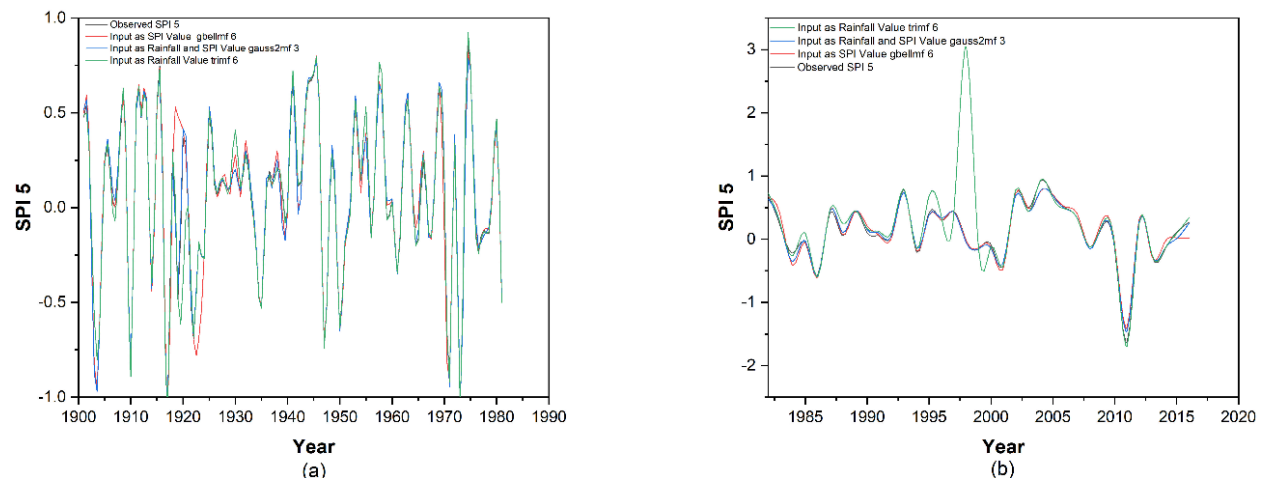 Observed SPI 5
Input as SPI Value gbellmf 6
Input as Rainfall and SPI Value gauss2mf 3
Input as Rainfall Value trimf 6
1.0
0.5
0.0
-0.5
-1.0
SPI 5
1900 1910 1920 1930 1940 1950 1960 1970 1980 1990
Year
(a)
Input as Rainfall Value trimf 6
Input as Rainfall and SPI Value gauss2mf 3
Input as SPI Value gbellmf 6
Observed SPI 5
3
2
1
0
-1
-2
SPI 5
1985 1990 1995 2000 2005 2010 2015 2020
Year
(b)